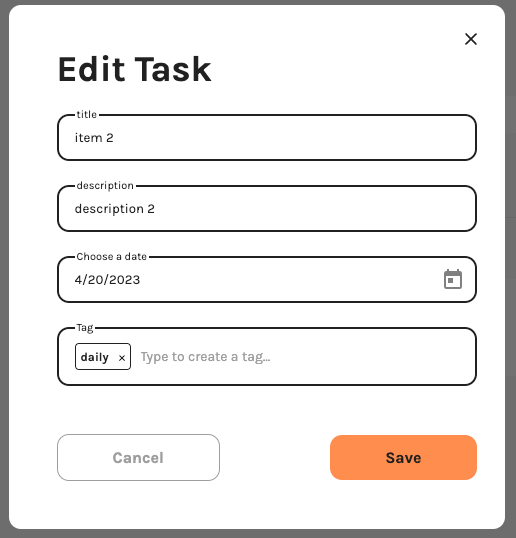 Edit Task
title
item 2
description
description 2
Choose a date
4/20/2023
Tag
daily × Type to create a tag...
Cancel Save